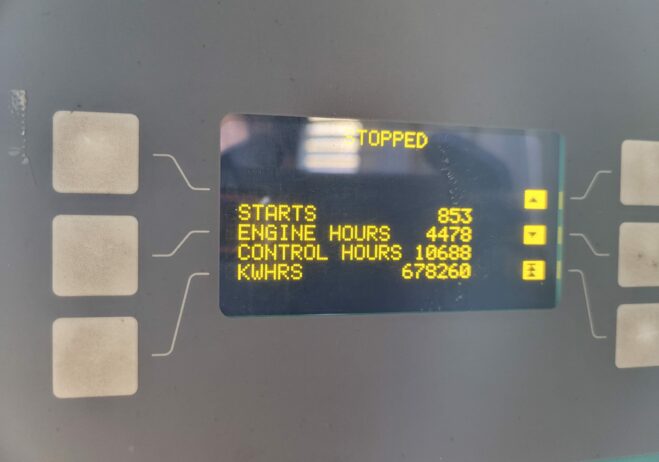 STOPPED
STARTS 853
ENGINE HOURS 4478
CONTROL HOURS 10688
KWHRS 678260